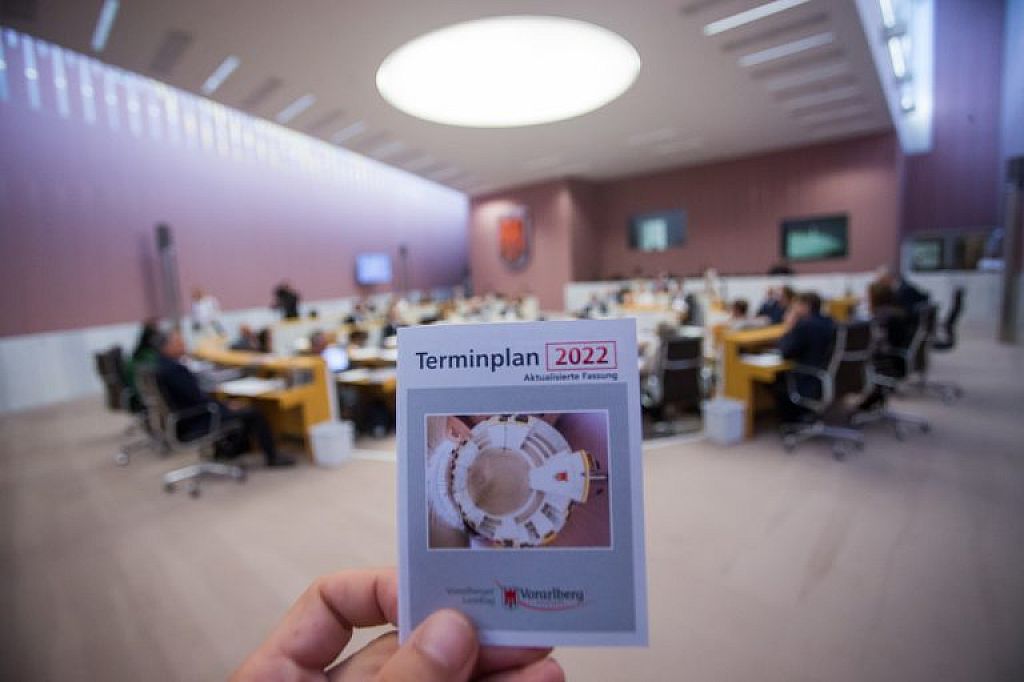 Terminplan 2022
Aktualisierte Fassung
Vorarlberger
Landtag
Vorarlberg